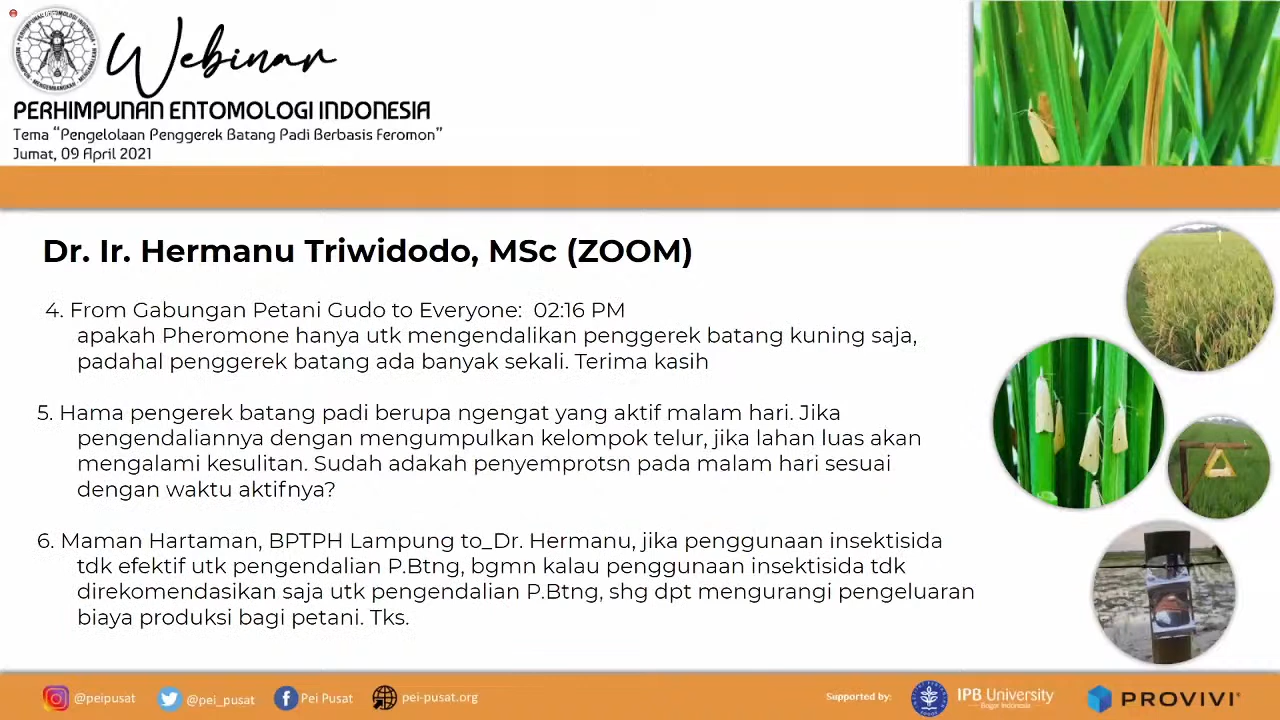 Webinar
PERHIMPUNAN ENTOMOLOGI INDONESIA
Tema "Pengelolaan Penggerek Batang Padi Berbasis Feromon"
Jumat, 09 April 2021
Dr. Ir. Hermanu Triwidodo, MSc (ZOOM)
4. From Gabungan Petani Gudo to Everyone: 02:16 PM
apakah Pheromone hanya utk mengendalikan penggerek batang kuning saja,
padahal penggerek batang ada banyak sekali. Terima kasih
5. Hama pengerek batang padi berupa ngengat yang aktif malam hari. Jika
pengendaliannya dengan mengumpulkan kelompok telur, jika lahan luas akan
mengalami kesulitan. Sudah adakah penyemprotsn pada malam hari sesuai
dengan waktu aktifnya?
6. Maman Hartaman, BPTPH Lampung to_Dr. Hermanu, jika penggunaan insektisida
tdk efektif utk pengendalian P.Btng, bgmn kalau penggunaan insektisida tdk
direkomendasikan saja utk pengendalian P.Btng, shg dpt mengurangi pengeluaran
biaya produksi bagi petani. Tks.
@peipusat @pei_pusat Pei Pusat pei-pusat.org Supported by: IPB University PROVIVI
Bogor Indonesia